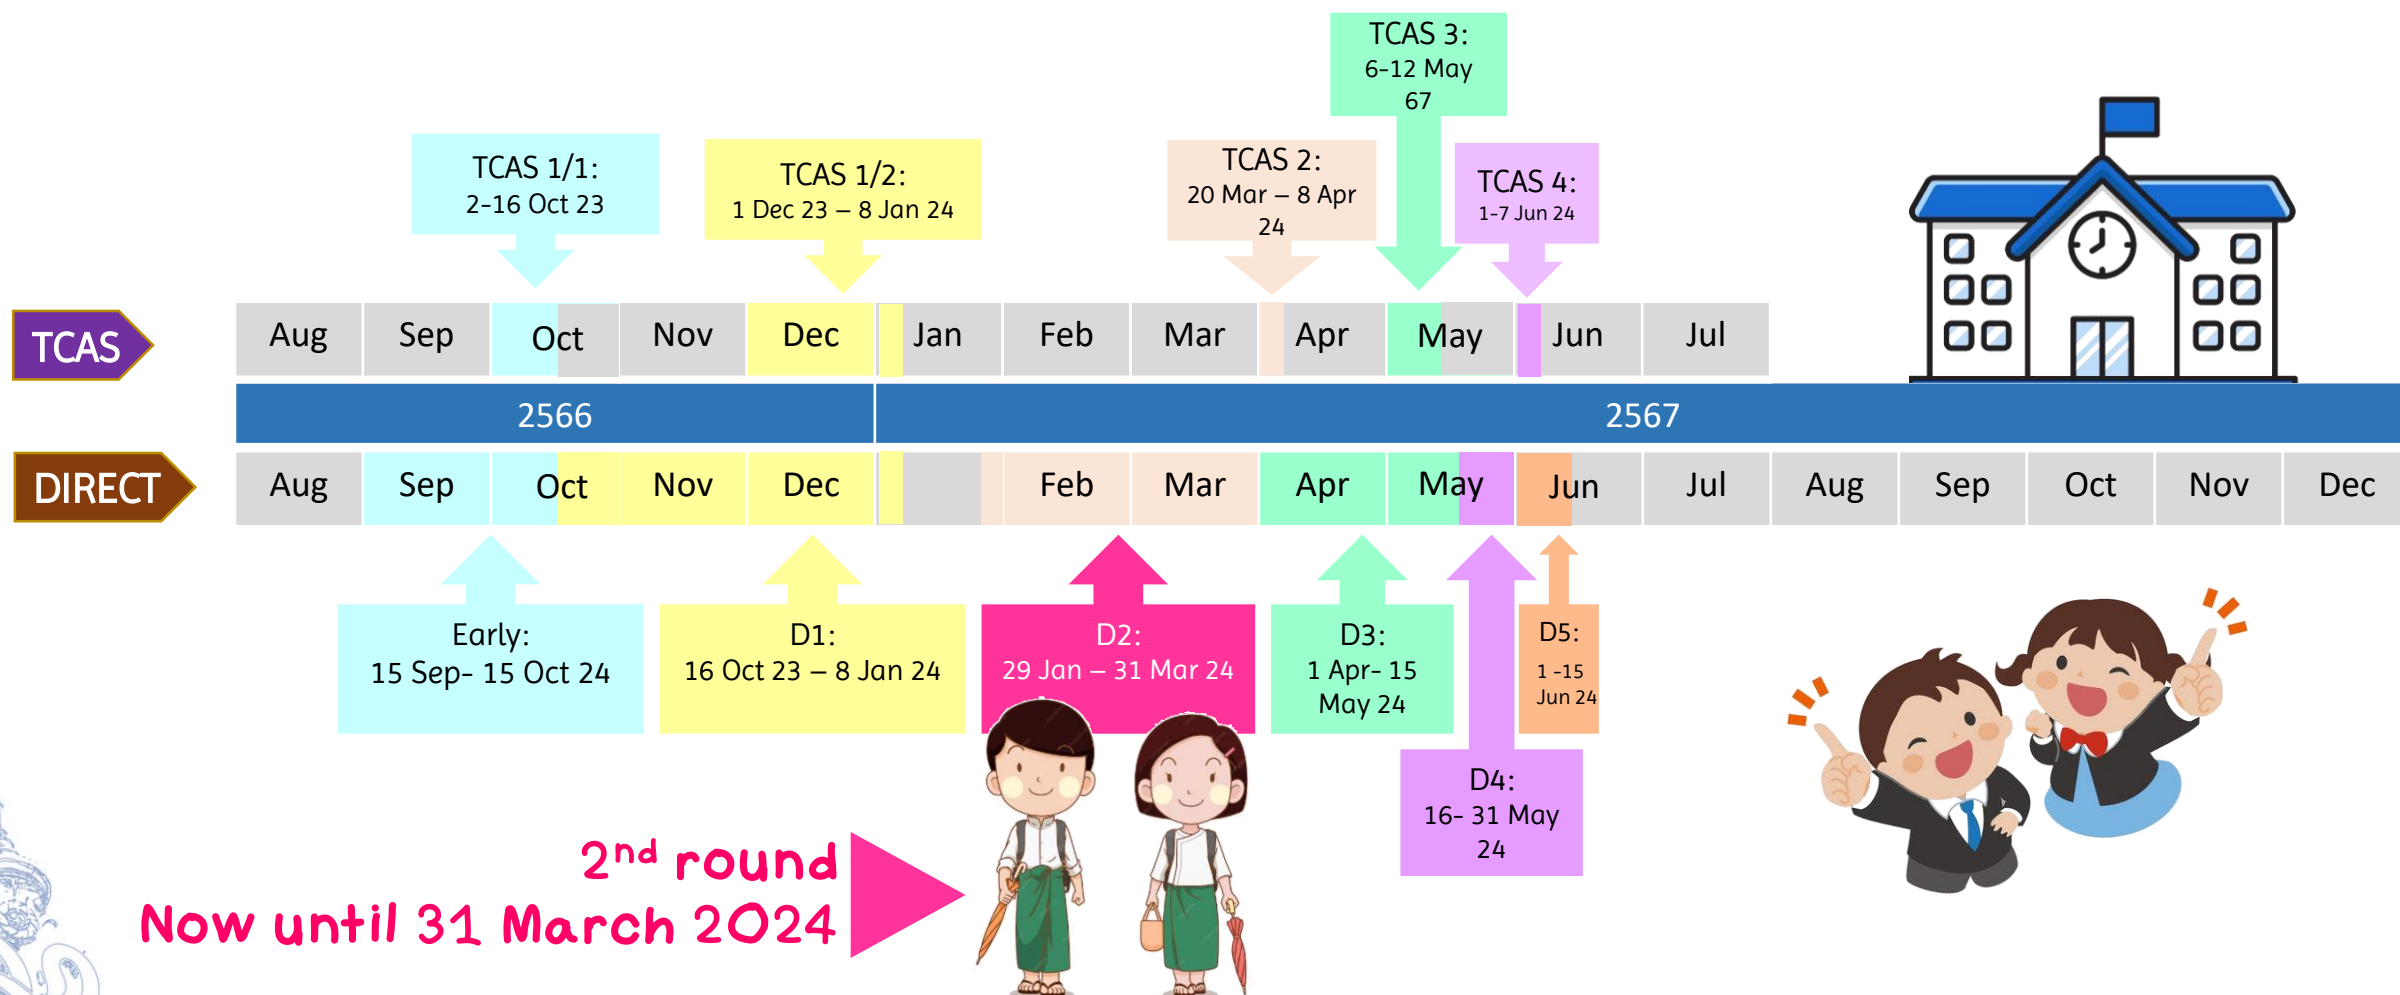 TCAS 3:
6-12 May
67
TCAS 1/1:
2-16 Oct 23
TCAS 1/2:
1 Dec 23 – 8 Jan 24
TCAS 2:
20 Mar – 8 Apr
24
TCAS 4:
1-7 Jun 24
TCAS
Aug Sep Oct Nov Dec Jan Feb Mar Apr May Jun Jul
2566 2567
DIRECT
Aug Sep Oct Nov Dec Feb Mar Apr May Jun Jul Aug Sep Oct Nov Dec
Early:
15 Sep- 15 Oct 24
D1:
16 Oct 23 – 8 Jan 24
D2:
29 Jan – 31 Mar 24
D3:
1 Apr- 15
May 24
D5:
1 -15
Jun 24
D4:
16- 31 May
24
2nd round
Now until 31 March 2024